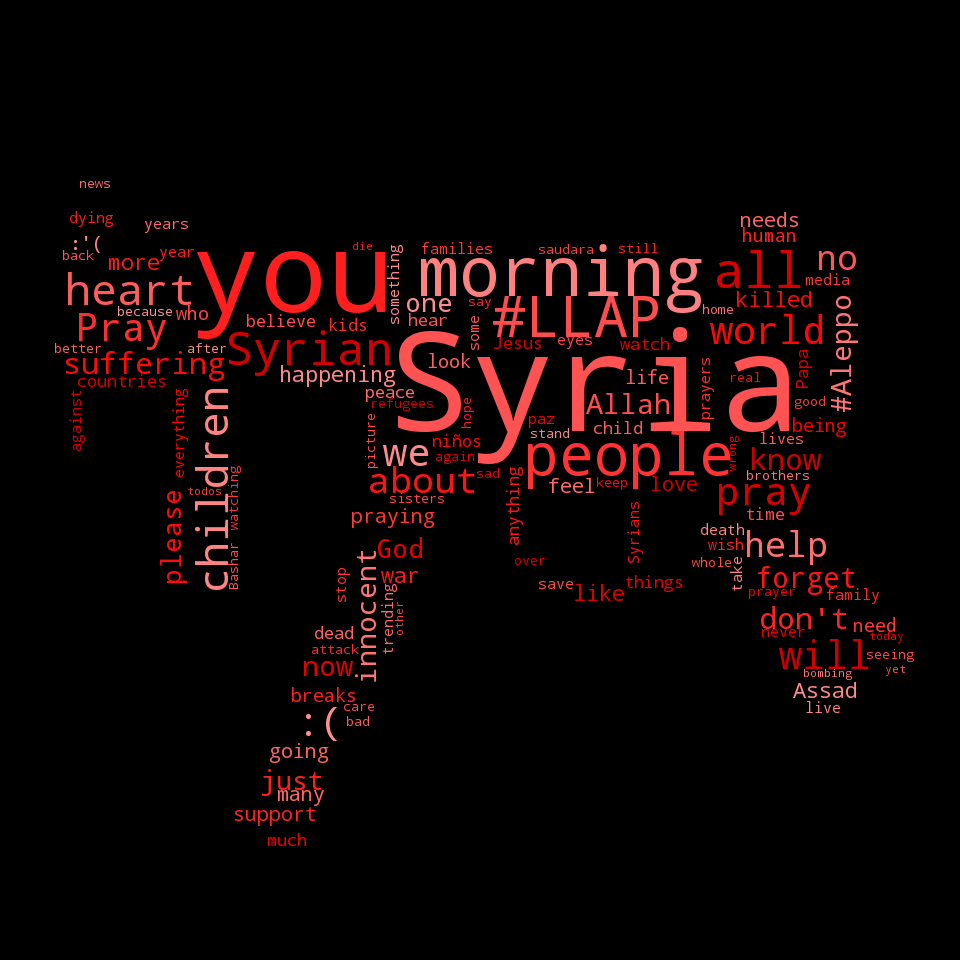 news
dying
years
needs
:'(
human
die
families
saudara
still
back
more
year
something
you
morning
all
no
media
heart
because
who
one
say
home
killed
believe
kids
hear
some
#LLAP
Pray
world
#Aleppo
better
after
Syrian
look
Jesus
eyes
watch
Syria
suffering
countries
happening
peace
life
prayers
real
Papa
against
everything
children
refugees
hope
Allah
good
picture
niños
paz
stand
child
being
we
again
people
wrong
lives
know
todos
watching
about
sad
anything
feel
keep
love
brothers
please
sisters
pray
praying
Syrians
time
Bashar
God
over
death
wish
help
stop
innocent
war
save
like
things
whole
take
forget
trending
other
prayer
family
dead
don't
need
attack
never
today
now
will
seeing
yet
bombing
breaks
care
Assad
:(
bad
live
going
just
many
support
much